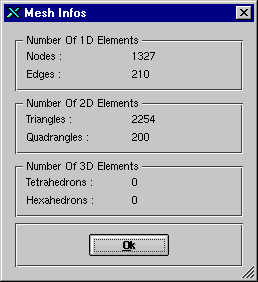 Mesh Infos
Number Of 1D Elements
Nodes : 1327
Edges : 210
Number Of 2D Elements
Triangles : 2254
Quadrangles : 200
Number Of 3D Elements
Tetrahedrons : 0
Hexahedrons : 0
Ok